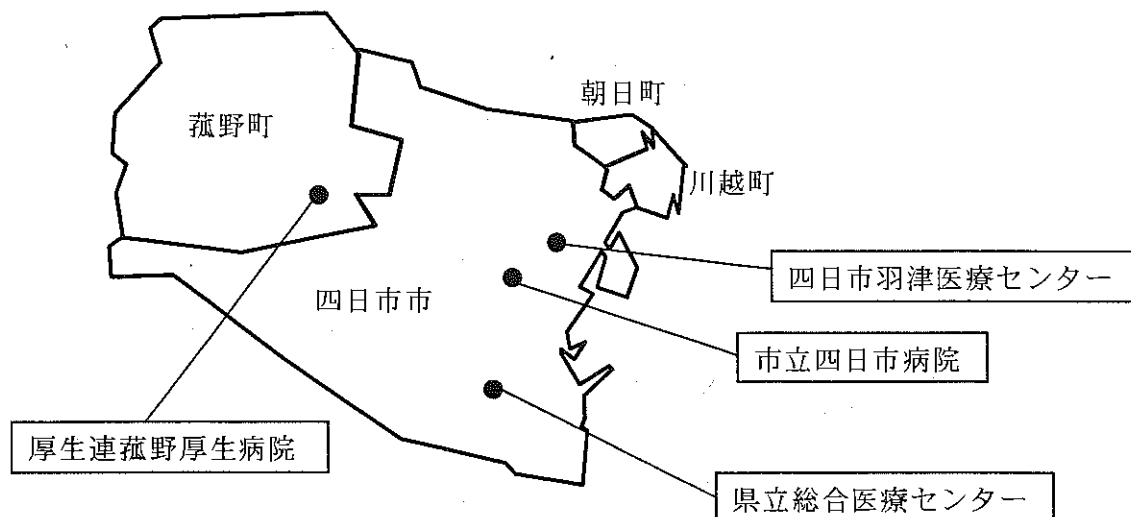 朝日町
菰野町
川越町
四日市羽津医療センター
四日市市
市立四日市病院
厚生連菰野厚生病院
県立総合医療センター